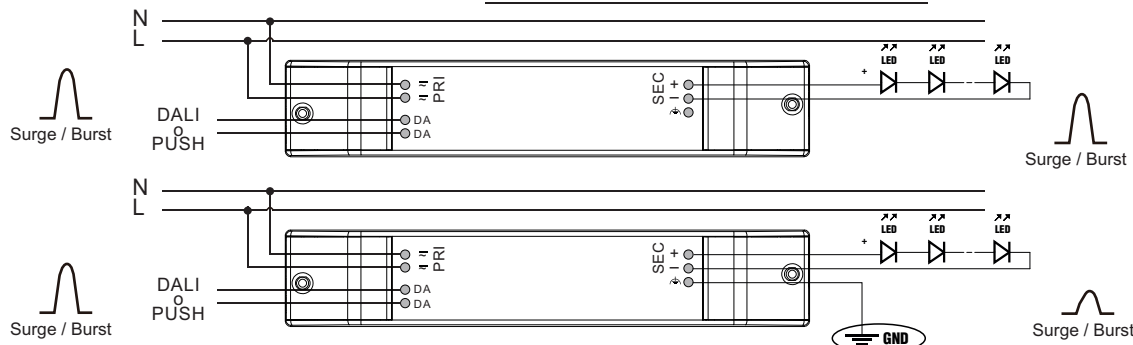 N
L
LED LED LED
+
PRI
SEC + −
DALI
o
PUSH
DA
DA
Surge / Burst
Surge / Burst
N
L
LED LED LED
+
PRI
SEC + −
DALI
o
PUSH
DA
DA
Surge / Burst
GND
Surge / Burst